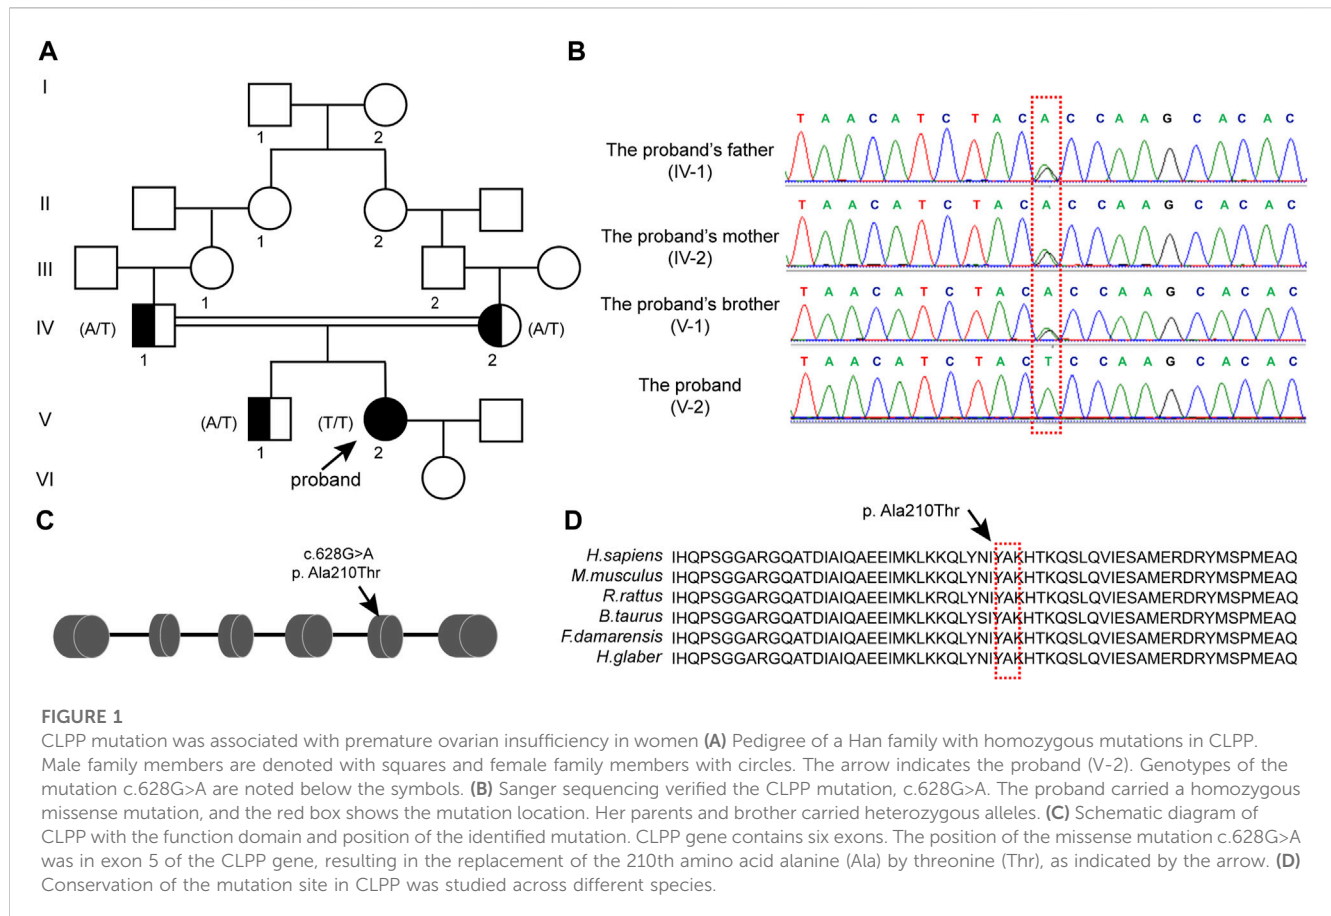 A
I
1 2
II
1 2
III
1 2
IV
(A/T) (A/T)
1 2
V
(A/T) (T/T)
1 2
proband
VI
B
T A A C A T C T A C A C C A A G C A C A C
The proband's father
(IV-1)
T A A C A T C T A C A C C A A G C A C A C
The proband's mother
(IV-2)
T A A C A T C T A C A C C A A G C A C A C
The proband's brother
(V-1)
T A A C A T C T A C T C C A A G C A C A C
The proband
(V-2)
C
c.628G>A
p. Ala210Thr
D
p. Ala210Thr
H.sapiens IHQPSGGARGQATDIAIQAEEIMKLKKQLYNIYAKHTKQSLQVIESAMERDRYMSPMEAQ
M.musculus IHQPSGGARGQATDIAIQAEEIMKLKKQLYNIYAKHTKQSLQVIESAMERDRYMSPMEAQ
R.rattus IHQPSGGARGQATDIAIQAEEIMKLKRQLYNIYAKHTKQSLQVIESAMERDRYMSPMEAQ
B.taurus IHQPSGGARGQATDIAIQAEEIMKLKKQLYSIYAKHTKQSLQVIESAMERDRYMSPMEAQ
F.damarensis IHQPSGGARGQATDIAIQAEEIMKLKKQLYNIYAKHTKQSLQVIESAMERDRYMSPMEAQ
H.glaber IHQPSGGARGQATDIAIQAEEIMKLKKQLYNIYAKHTKQSLQVIESAMERDRYMSPMEAQ
FIGURE 1
CLPP mutation was associated with premature ovarian insufficiency in women (A) Pedigree of a Han family with homozygous mutations in CLPP.
Male family members are denoted with squares and female family members with circles. The arrow indicates the proband (V-2). Genotypes of the
mutation c.628G>A are noted below the symbols. (B) Sanger sequencing verified the CLPP mutation, c.628G>A. The proband carried a homozygous
missense mutation, and the red box shows the mutation location. Her parents and brother carried heterozygous alleles. (C) Schematic diagram of
CLPP with the function domain and position of the identified mutation. CLPP gene contains six exons. The position of the missense mutation c.628G>A
was in exon 5 of the CLPP gene, resulting in the replacement of the 210th amino acid alanine (Ala) by threonine (Thr), as indicated by the arrow. (D)
Conservation of the mutation site in CLPP was studied across different species.